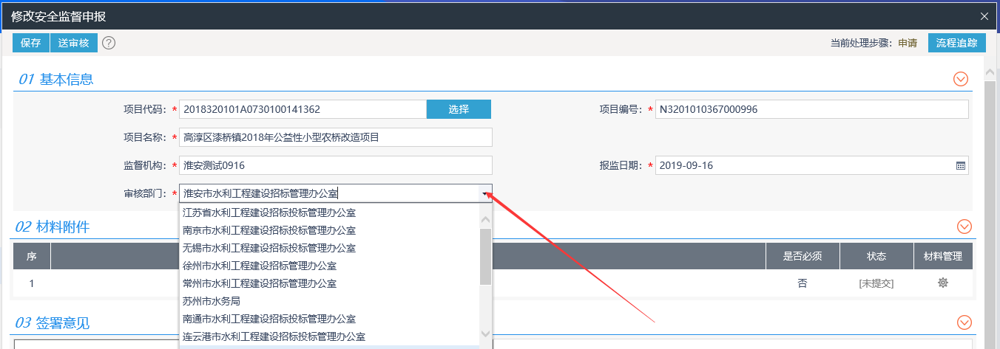 修改安全监督申报
保存 送审核 ? 当前处理步骤：申请 流程追踪
01 基本信息
项目代码：* 2018320101A0730100141362 选择 项目编号：* N3201010367000996
项目名称：* 高淳区漆桥镇2018年公益性小型农桥改造项目
监督机构：* 淮安测试0916 报监日期：* 2019-09-16
审核部门：* 淮安市水利工程建设招标管理办公室
江苏省水利工程建设招标投标管理办公室
南京市水利工程建设招标投标管理办公室
无锡市水利工程建设招标投标管理办公室
徐州市水利工程建设招标管理办公室
常州市水利工程建设招标管理办公室
苏州市水务局
南通市水利工程建设招标投标管理办公室
连云港市水利工程建设招标投标管理办公室
02 材料附件
序 是否必须 状态 材料管理
1 否 [未提交]
03 签署意见